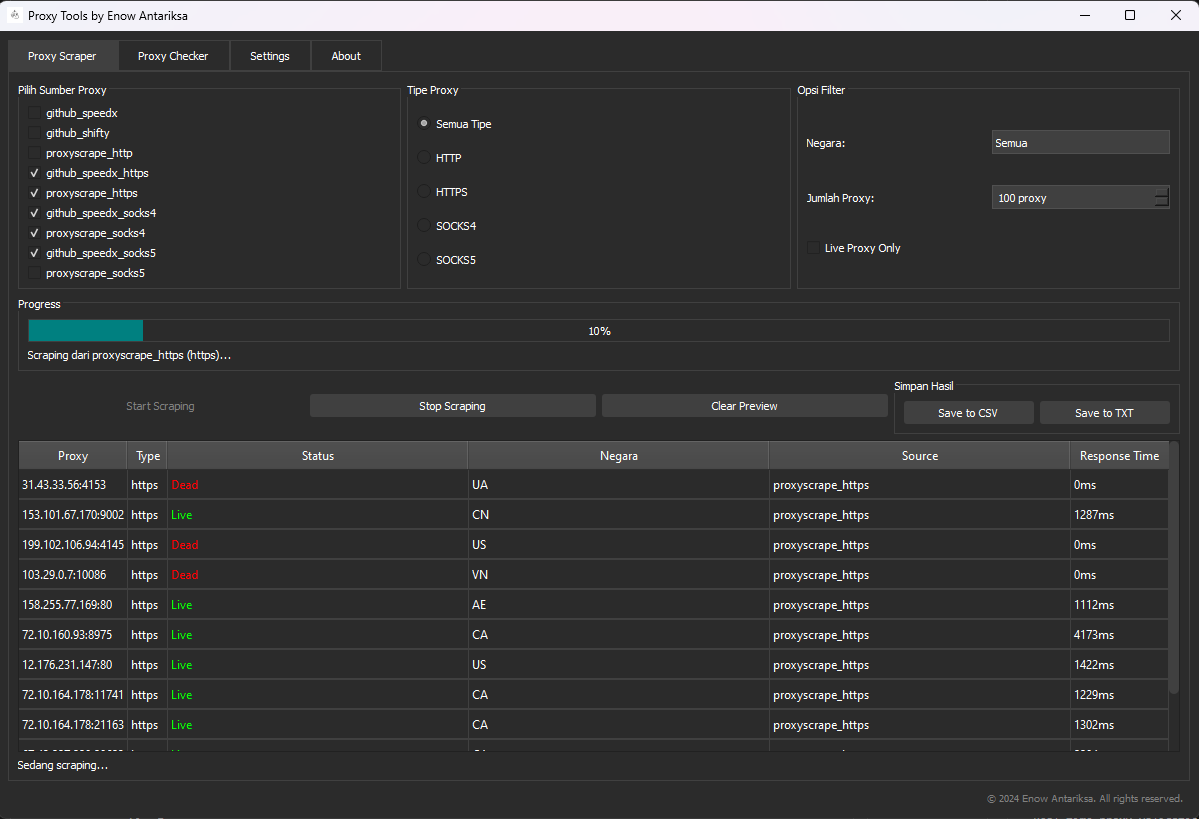 Proxy Tools by Enow Antariksa
Proxy Scraper
Proxy Checker
Settings
About
Pilih Sumber Proxy
github_speedx
github_shifty
proxyscrape_http
github_speedx_https
proxyscrape_https
github_speedx_socks4
proxyscrape_socks4
github_speedx_socks5
proxyscrape_socks5
Tipe Proxy
Semua Tipe
HTTP
HTTPS
SOCKS4
SOCKS5
Opsi Filter
Negara:
Semua
Jumlah Proxy:
100 proxy
Live Proxy Only
Progress
10%
Scraping dari proxyscrape_https (https)...
Start Scraping
Stop Scraping
Clear Preview
Simpan Hasil
Save to CSV
Save to TXT
Proxy Type Status Negara Source Response Time
31.43.33.56:4153 https Dead UA proxyscrape_https 0ms
153.101.67.170:9002 https Live CN proxyscrape_https 1287ms
199.102.106.94:4145 https Dead US proxyscrape_https 0ms
103.29.0.7:10086 https Dead VN proxyscrape_https 0ms
158.255.77.169:80 https Live AE proxyscrape_https 1112ms
72.10.160.93:8975 https Live CA proxyscrape_https 4173ms
12.176.231.147:80 https Live US proxyscrape_https 1422ms
72.10.164.178:11741 https Live CA proxyscrape_https 1229ms
72.10.164.178:21163 https Live CA proxyscrape_https 1302ms
Sedang scraping...
© 2024 Enow Antariksa. All rights reserved.